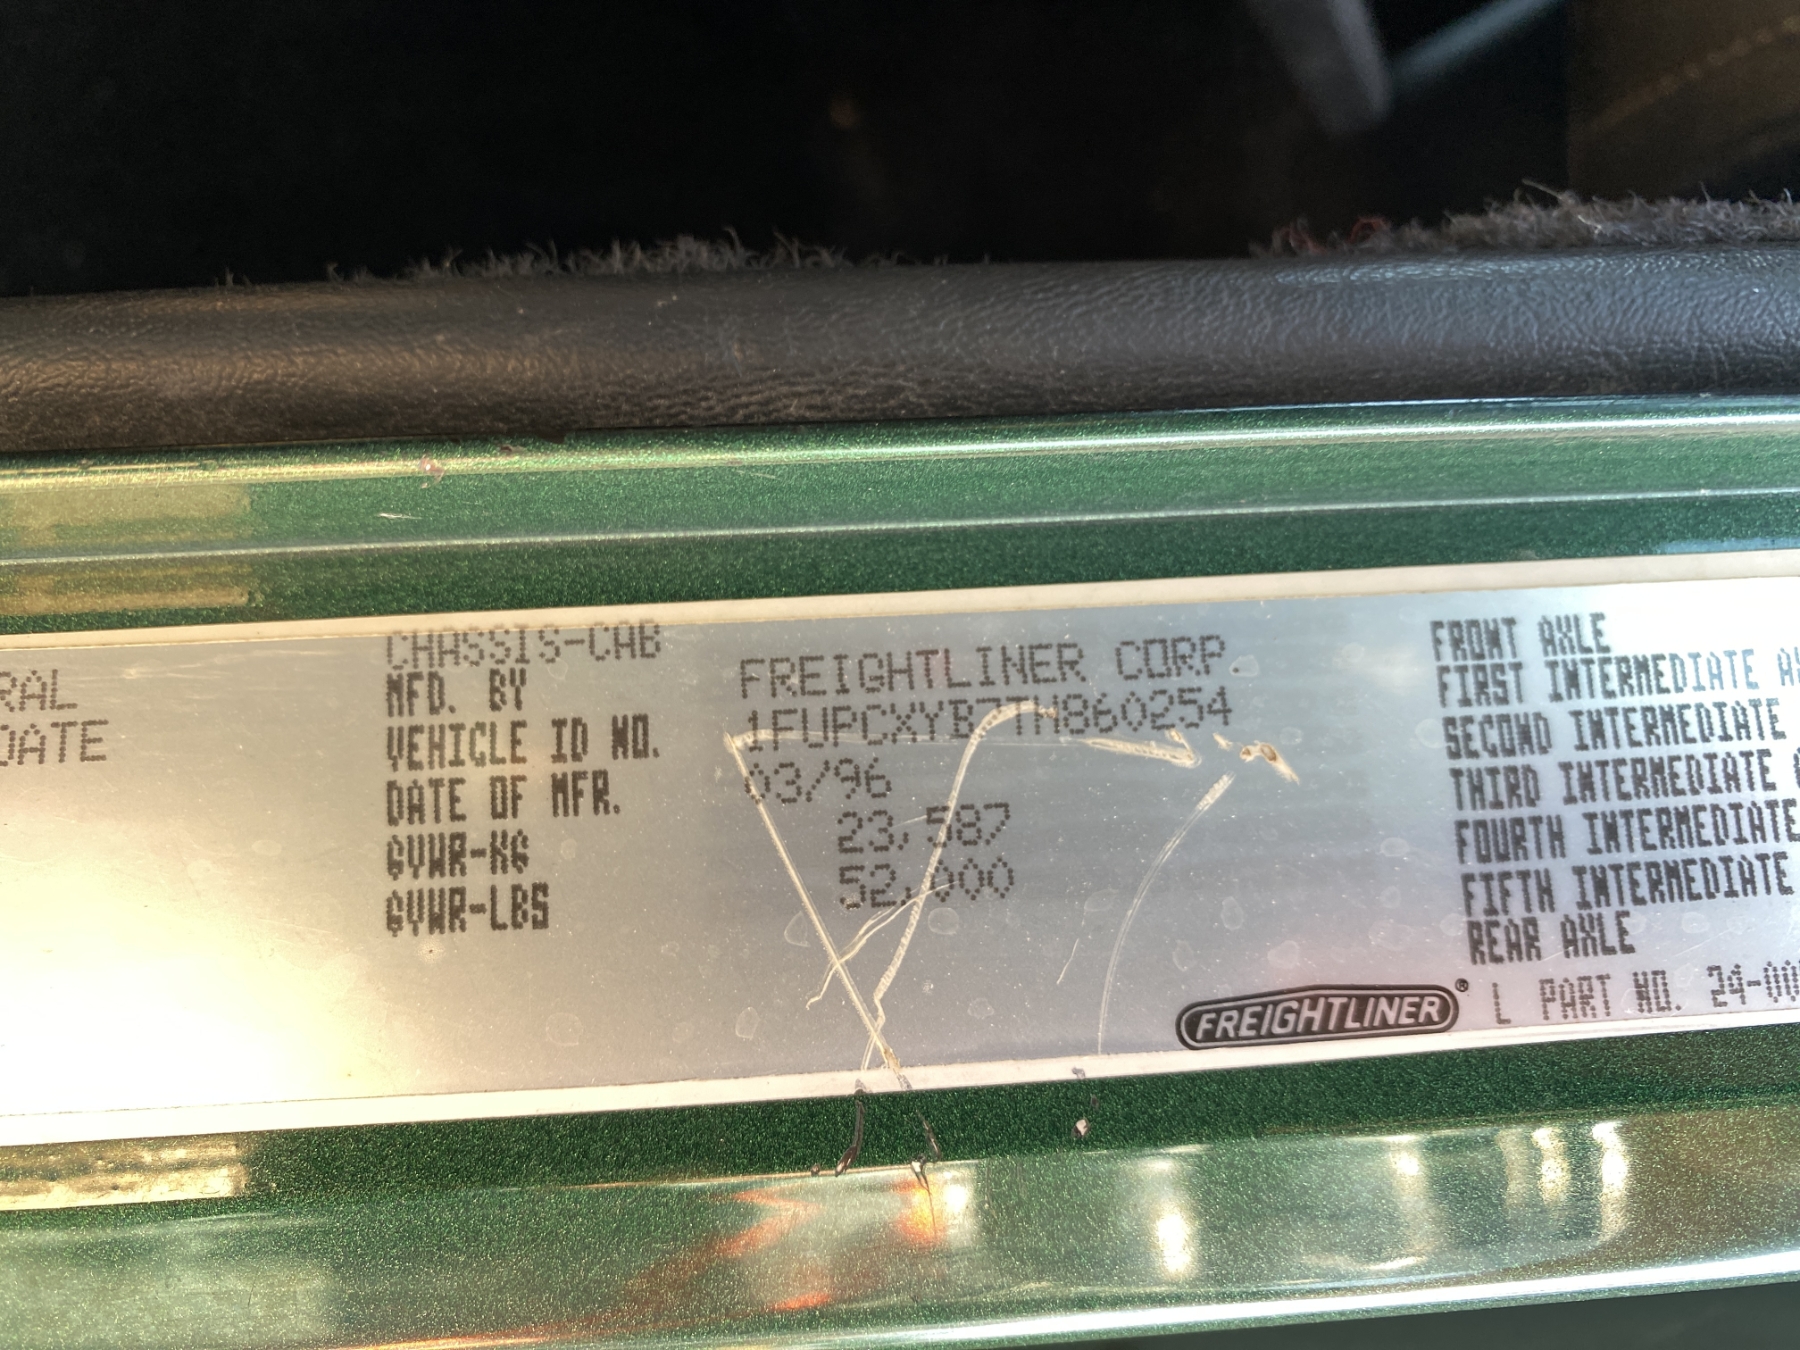 RAL
DATE
CHASSIS-CAB
MFD. BY
VEHICLE ID NO.
DATE OF MFR.
GVWR-KG
GVWR-LBS
FREIGHTLINER CORP.
1FUPCXYB7TH860254
03/96
23,587
52,000
FRONT AXLE
FIRST INTERMEDIATE
SECOND INTERMEDIATE
THIRD INTERMEDIATE
FOURTH INTERMEDIATE
FIFTH INTERMEDIATE
REAR AXLE
FREIGHTLINER®
L PART NO. 24-00